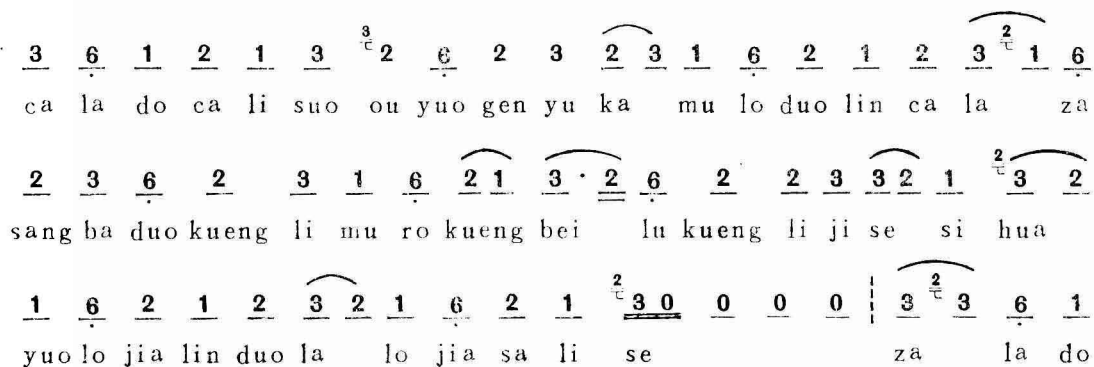 3 6 1 2 1 3 3 2 6 2 3 2 3 1 6 2 1 2 3 2 1 6
ca la do ca li suo ou yuo gen yu ka mu lo duo lin ca la za
2 3 6 2 3 1 6 2 1 3 · 2 6 2 2 3 3 2 1 2 3 2
sang ba duo kueng li mu ro kueng bei lu kueng li ji se si hua
1 6 2 1 2 3 2 1 6 2 1 2 3 0 0 0 0 3 2 3 6 1
yuo lo jia lin duo la lo jia sa li se za la do